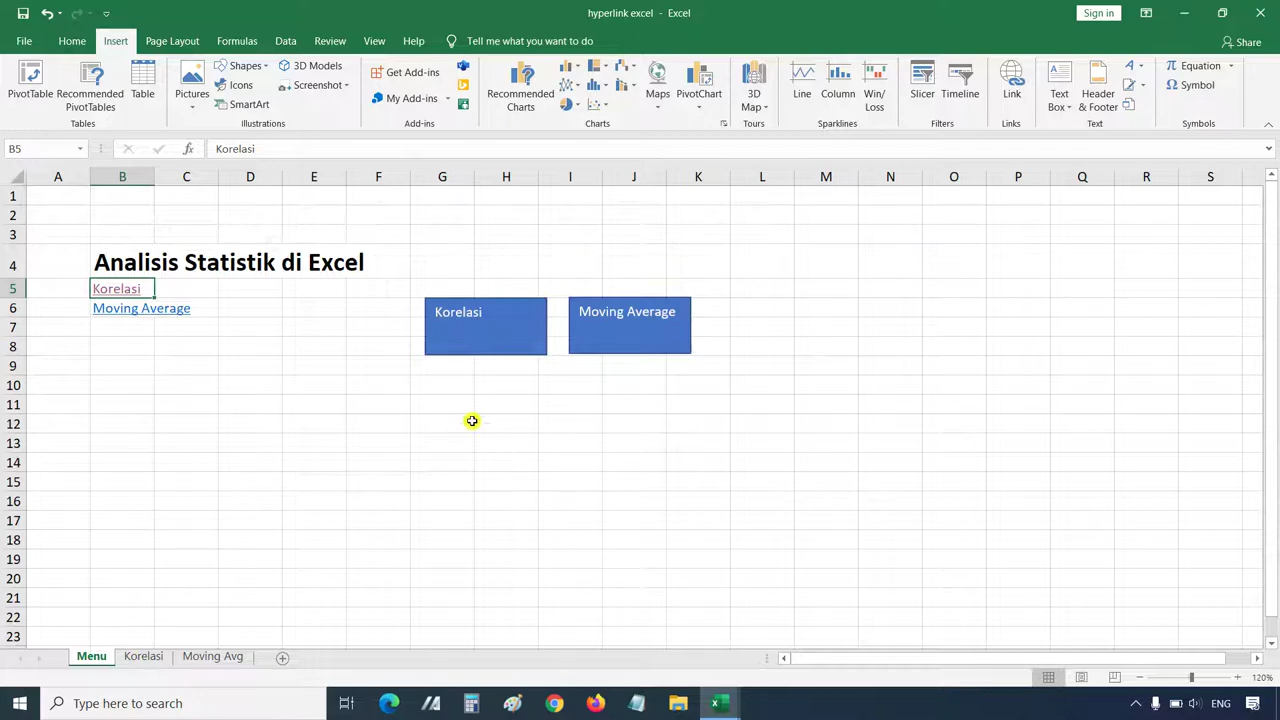 hyperlink excel - Excel
Sign in
File Home Insert Page Layout Formulas Data Review View Help Tell me what you want to do
Share
PivotTable
Recommended PivotTables
Table
Tables
Pictures
Shapes
Icons
SmartArt
3D Models
Screenshot
Illustrations
Get Add-ins
My Add-ins
Add-ins
Recommended Charts
Maps
PivotChart
Charts
3D Map
Tours
Line
Column
Win/Loss
Sparklines
Slicer
Timeline
Filters
Link
Links
Text Box
Header & Footer
Text
Equation
Symbol
Symbols
B5
fx
Korelasi
A B C D E F G H I J K L M N O P Q R S
1
2
3
4 Analisis Statistik di Excel
5 Korelasi
6 Moving Average
Korelasi
Moving Average
7
8
9
10
11
12
13
14
15
16
17
18
19
20
21
22
23
Menu Korelasi Moving Avg
120%
Type here to search
ENG